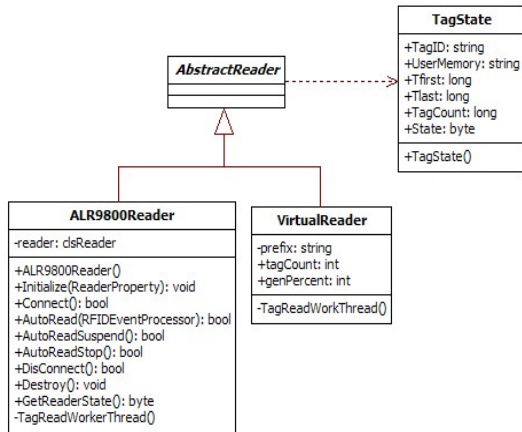 TagState
+TagID: string
+UserMemory: string
+Tfirst: long
+Tlast: long
+TagCount: long
+State: byte
+TagState()
AbstractReader
ALR9800Reader
-reader: clsReader
+ALR9800Reader()
+Initialize(ReaderProperty): void
+Connect(): bool
+AutoRead(RFIDEventProcessor): bool
+AutoReadSuspend(): bool
+AutoReadStop(): bool
+DisConnect(): bool
+Destroy(): void
+GetReaderState(): byte
-TagReadWorkerThread()
VirtualReader
-prefix: string
+tagCount: int
+genPercent: int
-TagReadWorkThread()